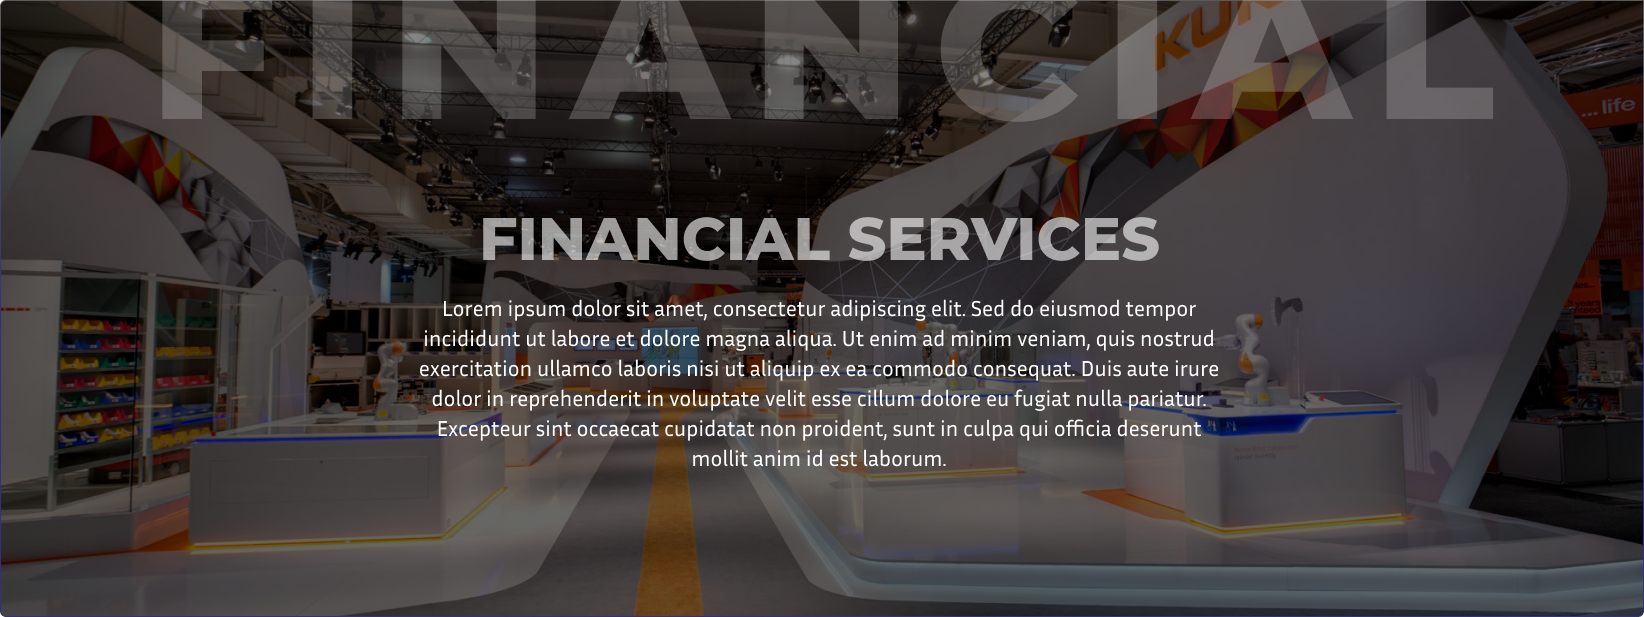 FINANCIAL
KU
... life
FINANCIAL SERVICES
Lorem ipsum dolor sit amet, consectetur adipiscing elit. Sed do eiusmod tempor
incididunt ut labore et dolore magna aliqua. Ut enim ad minim veniam, quis nostrud
exercitation ullamco laboris nisi ut aliquip ex ea commodo consequat. Duis aute irure
dolor in reprehenderit in voluptate velit esse cillum dolore eu fugiat nulla pariatur.
Excepteur sint occaecat cupidatat non proident, sunt in culpa qui officia deserunt
mollit anim id est laborum.